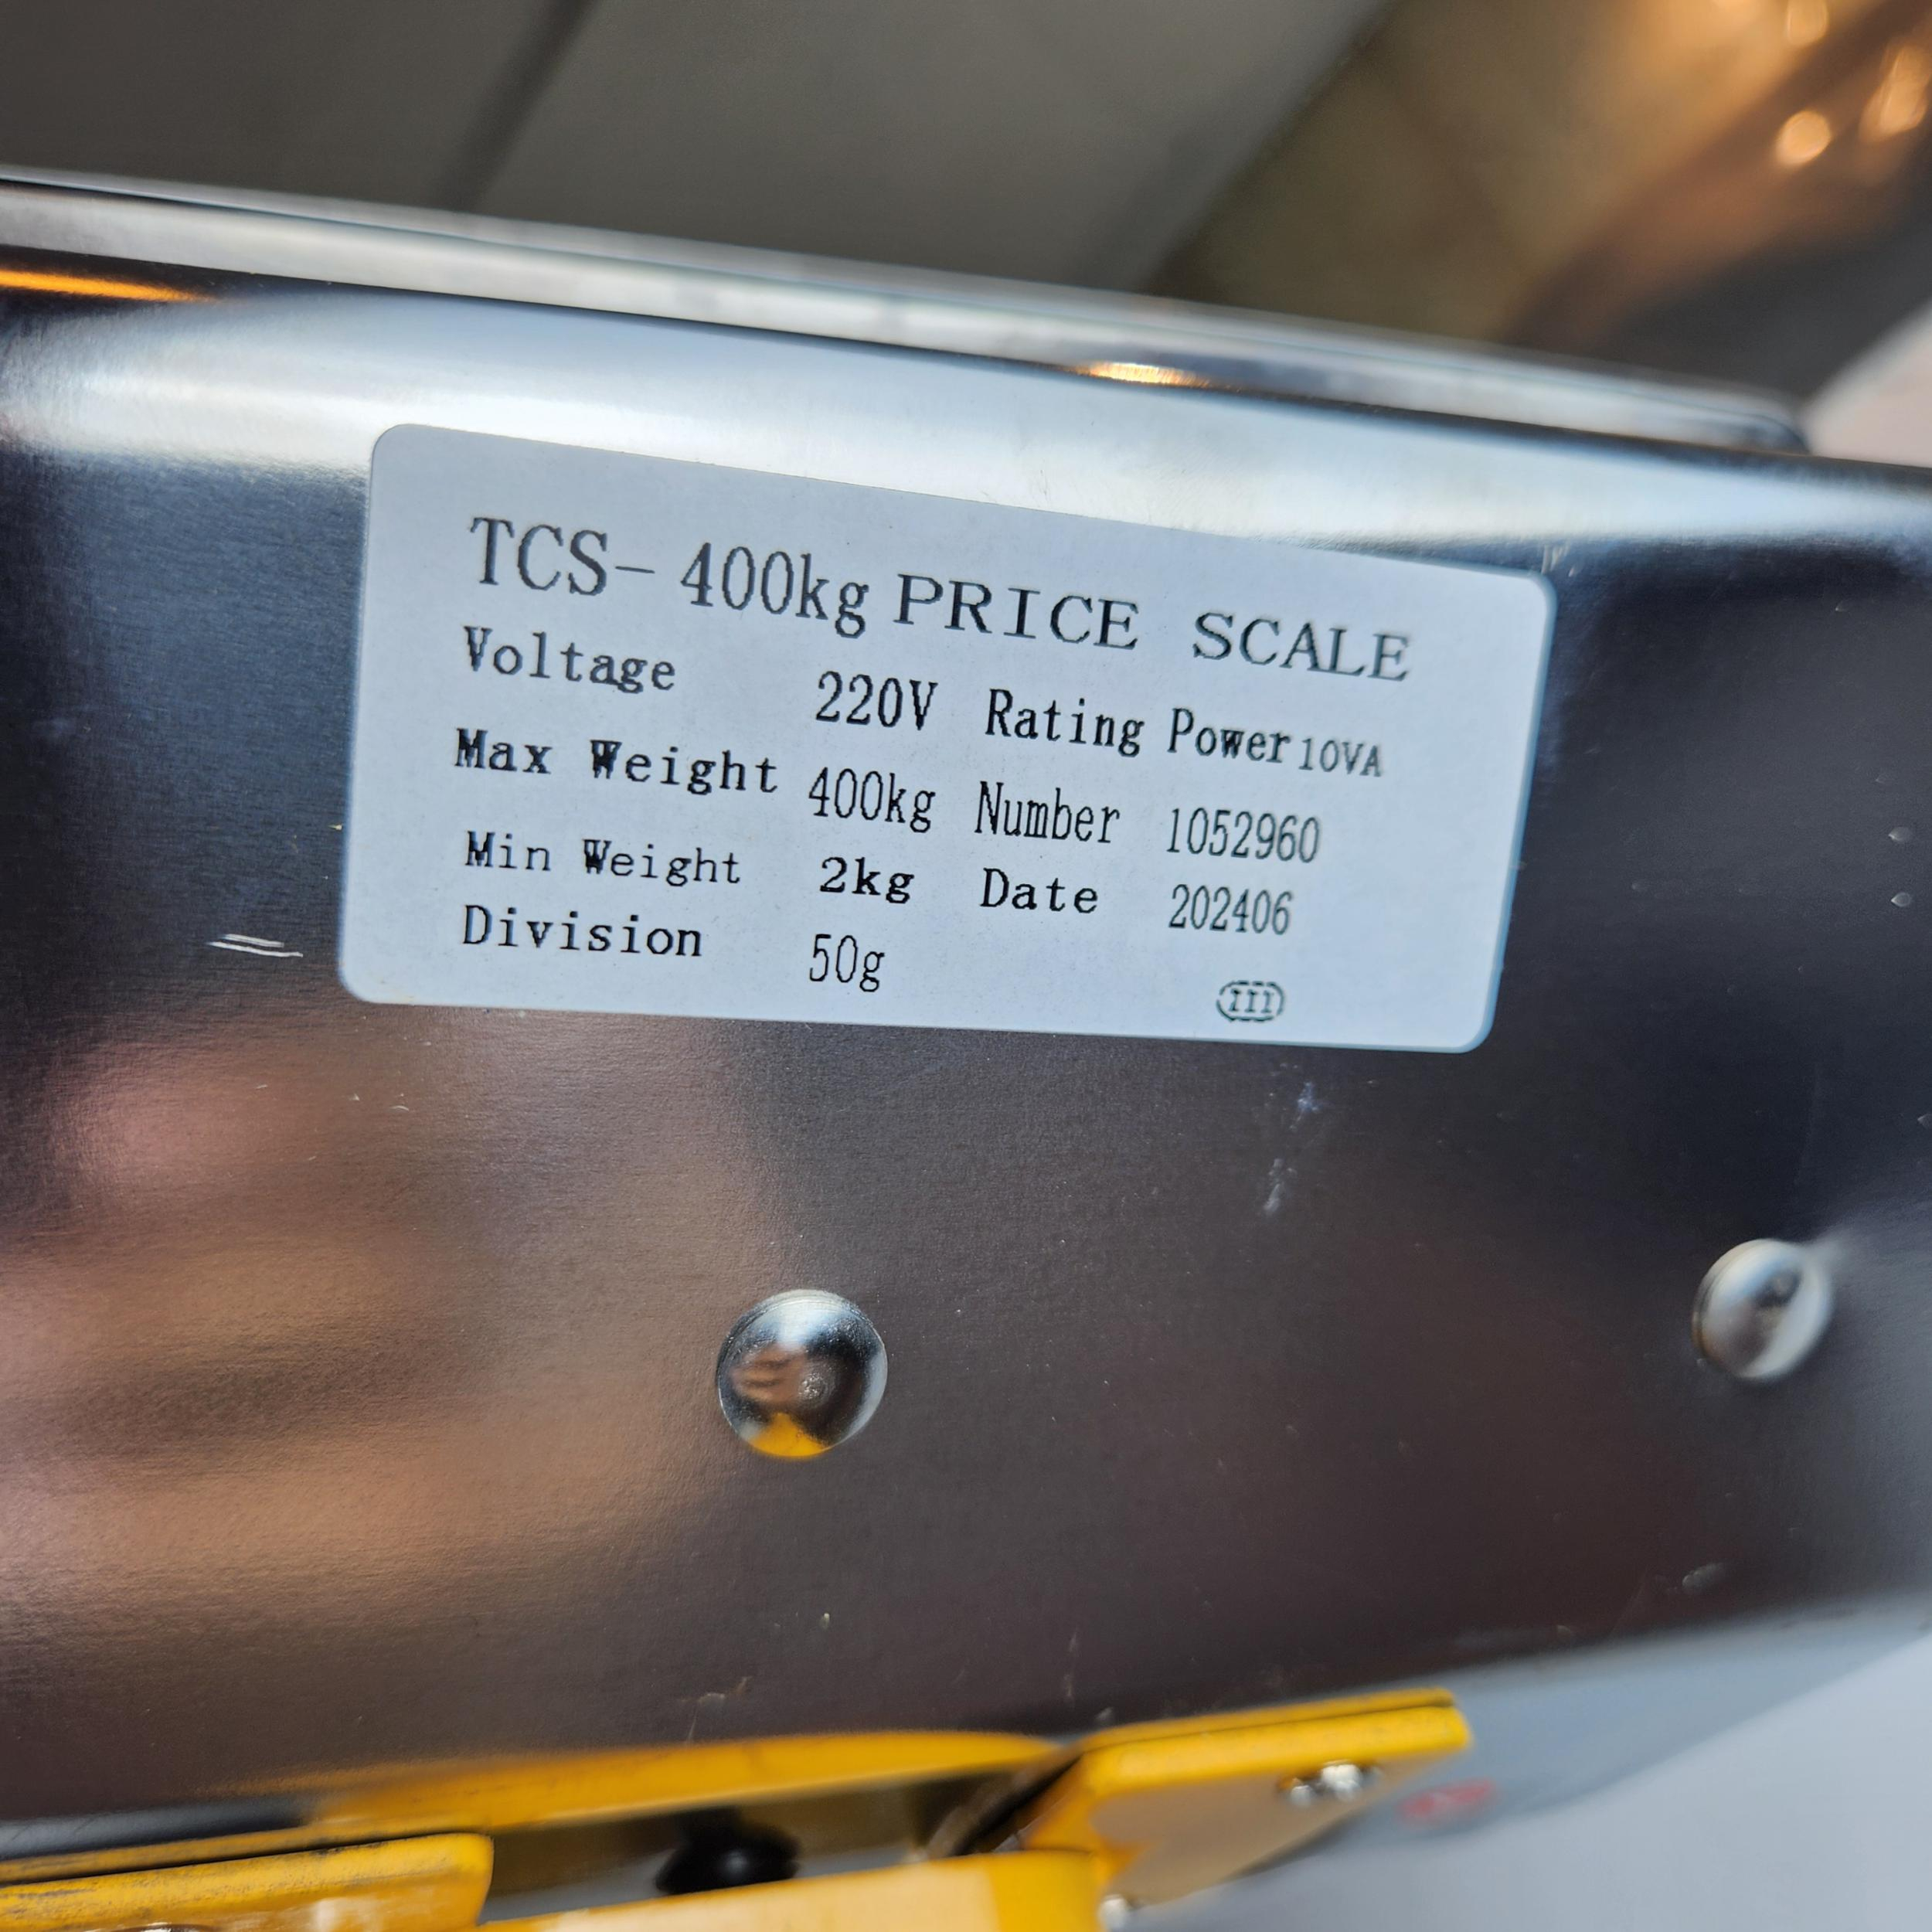 TCS- 400kg PRICE SCALE
Voltage 220V Rating Power 10VA
Max Weight 400kg Number 1052960
Min Weight 2kg Date 202406
Division 50g III